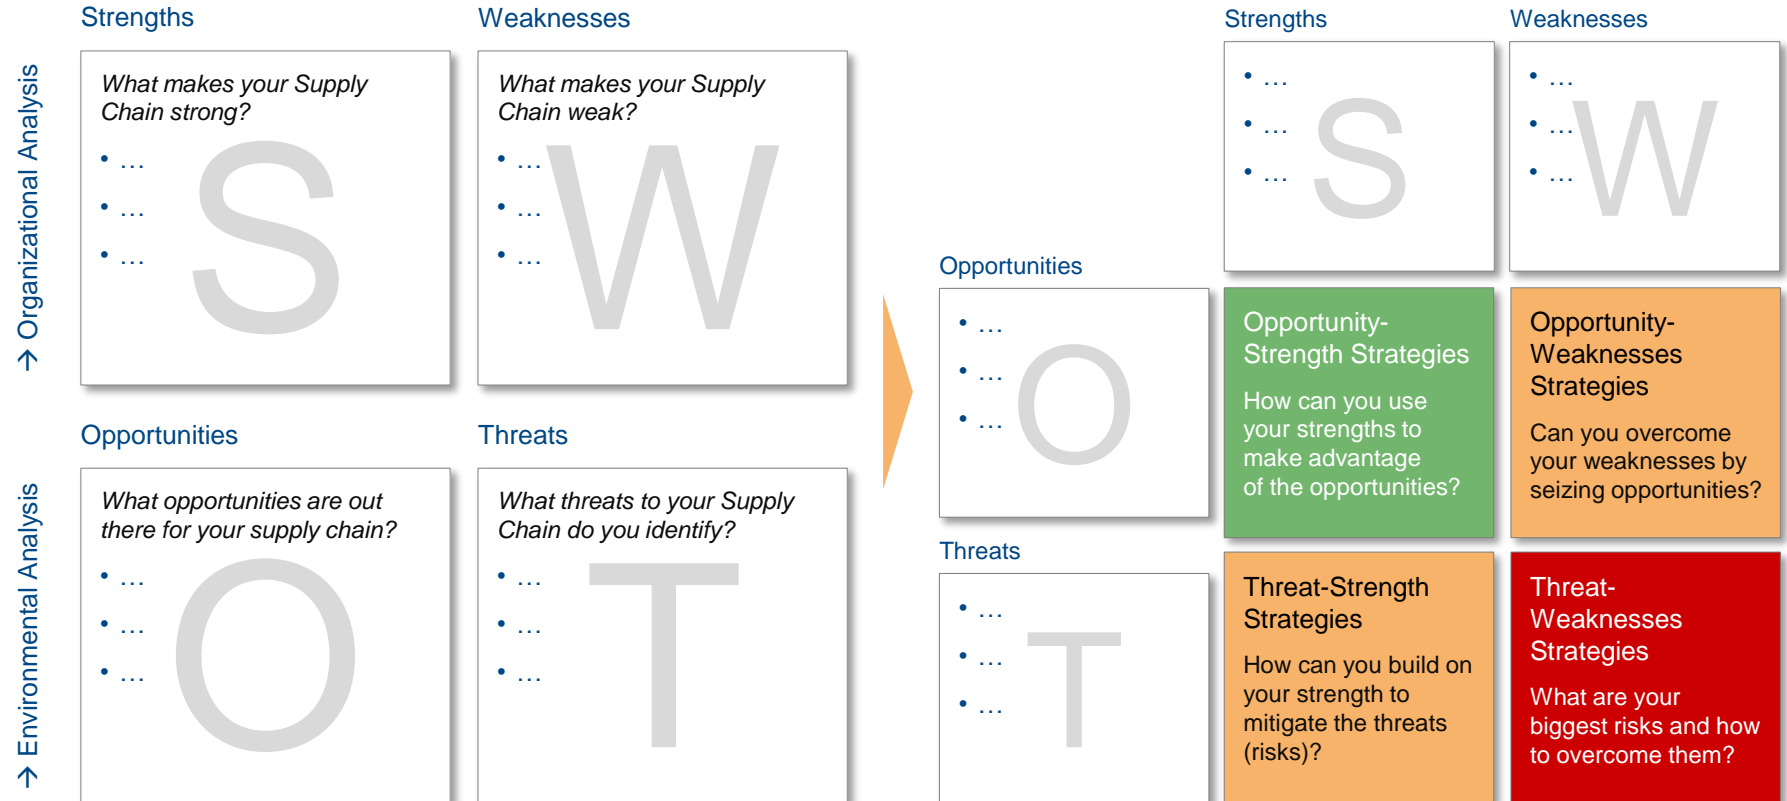 Strengths
Weaknesses
→ Organizational Analysis
What makes your Supply
Chain strong?
• …
• …
• …
S
What makes your Supply
Chain weak?
• …
• …
• …
W
Opportunities
Threats
→ Environmental Analysis
What opportunities are out
there for your supply chain?
• …
• …
• …
O
What threats to your Supply
Chain do you identify?
• …
• …
• …
T
Strengths
Weaknesses
• …
• …
• …
S
• …
• …
• …
W
Opportunities
• …
• …
• …
O
Opportunity-
Strength Strategies
How can you use
your strengths to
make advantage
of the opportunities?
Opportunity-
Weaknesses
Strategies
Can you overcome
your weaknesses by
seizing opportunities?
Threats
• …
• …
• …
T
Threat-Strength
Strategies
How can you build on
your strength to
mitigate the threats
(risks)?
Threat-
Weaknesses
Strategies
What are your
biggest risks and how
to overcome them?